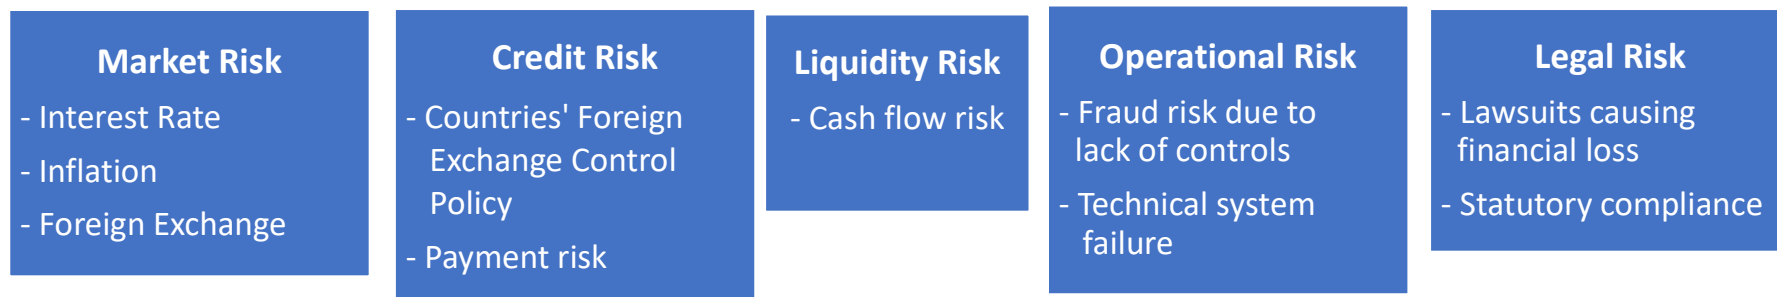 Market Risk
- Interest Rate
- Inflation
- Foreign Exchange
Credit Risk
- Countries' Foreign
Exchange Control
Policy
- Payment risk
Liquidity Risk
- Cash flow risk
Operational Risk
- Fraud risk due to
lack of controls
- Technical system
failure
Legal Risk
- Lawsuits causing
financial loss
- Statutory compliance